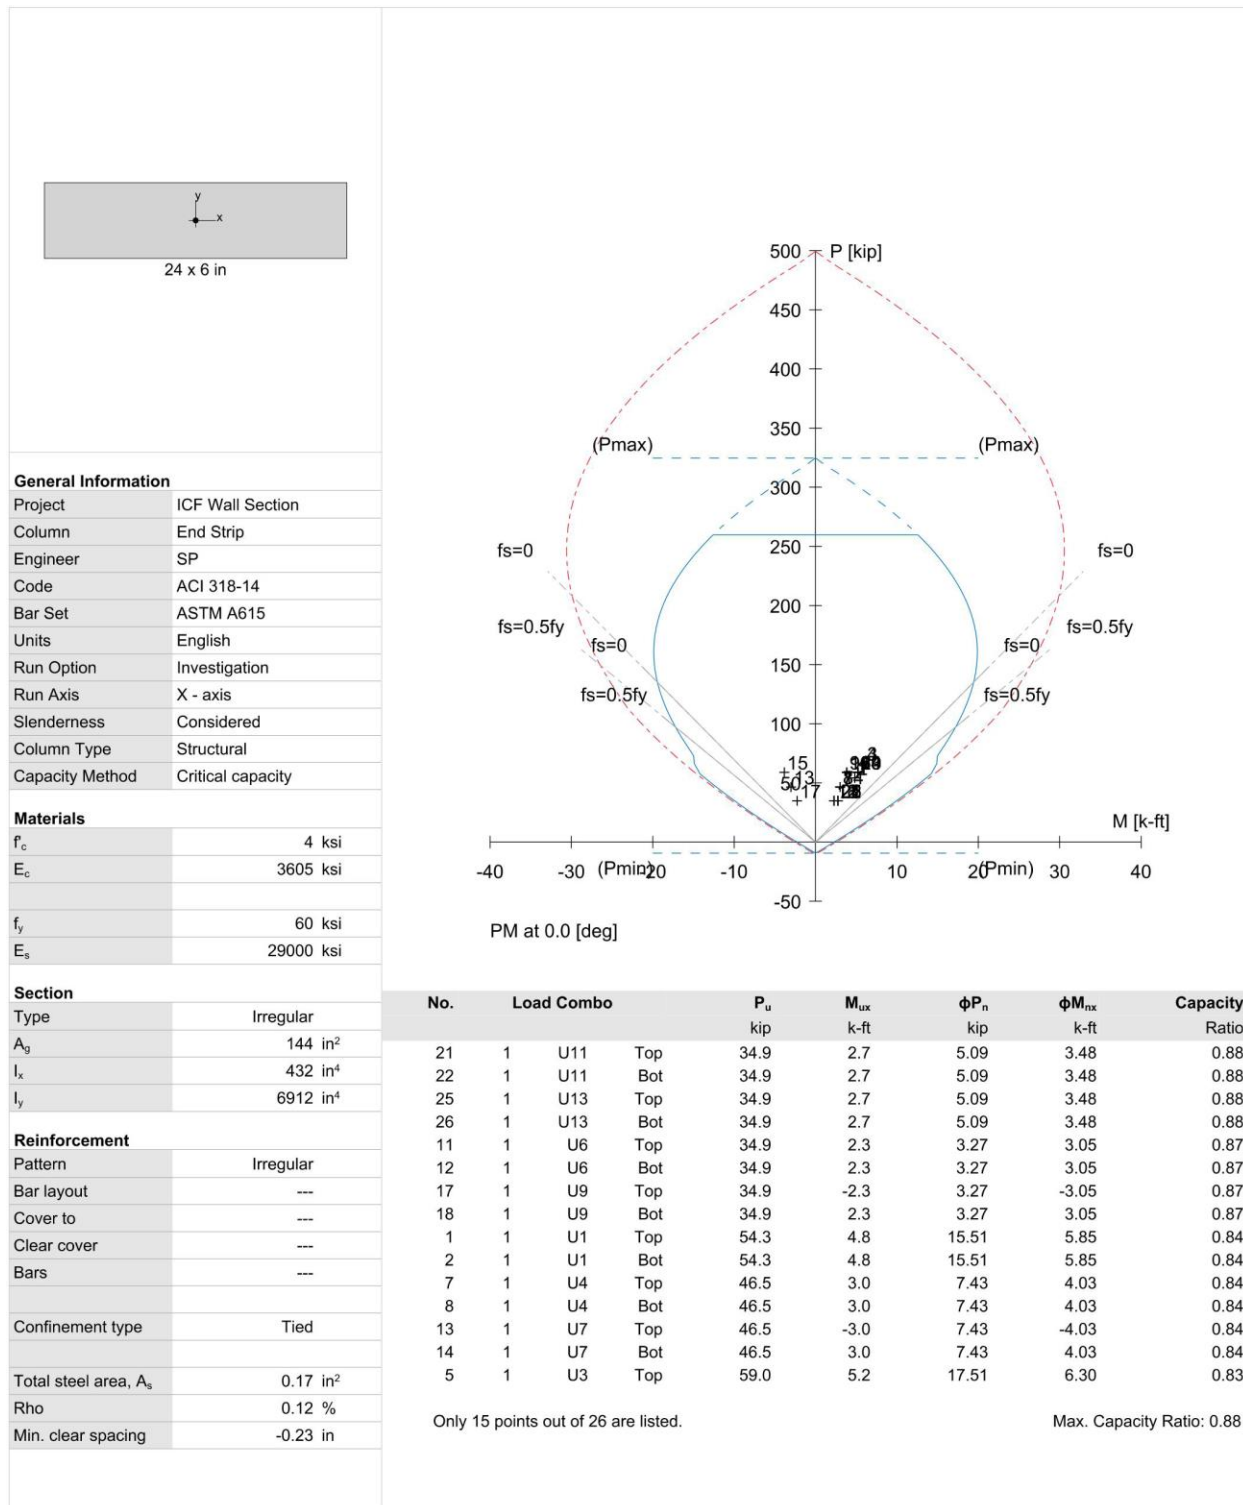 y
x
24 x 6 in
General Information
Project ICF Wall Section
Column End Strip
Engineer SP
Code ACI 318-14
Bar Set ASTM A615
Units English
Run Option Investigation
Run Axis X - axis
Slenderness Considered
Column Type Structural
Capacity Method Critical capacity
Materials
f'c 4 ksi
Ec 3605 ksi
fy 60 ksi
Es 29000 ksi
Section
Type Irregular
Ag 144 in²
Ix 432 in⁴
Iy 6912 in⁴
Reinforcement
Pattern Irregular
Bar layout ---
Cover to ---
Clear cover ---
Bars ---
Confinement type Tied
Total steel area, As 0.17 in²
Rho 0.12 %
Min. clear spacing -0.23 in
500 P [kip]
450
400
350
(Pmax) (Pmax)
300
250
fs=0 fs=0
200
fs=0.5fy fs=0.5fy
fs=0 fs=0
150
fs=0.5fy fs=0.5fy
100
15
13
17
50
M [k-ft]
-40 -30 (Pmin) -20 -10 10 20 (Pmin) 30 40
-50
PM at 0.0 [deg]
No. Load Combo Pu Mux ϕPn ϕMnx Capacity
kip k-ft kip k-ft Ratio
21 1 U11 Top 34.9 2.7 5.09 3.48 0.88
22 1 U11 Bot 34.9 2.7 5.09 3.48 0.88
25 1 U13 Top 34.9 2.7 5.09 3.48 0.88
26 1 U13 Bot 34.9 2.7 5.09 3.48 0.88
11 1 U6 Top 34.9 2.3 3.27 3.05 0.87
12 1 U6 Bot 34.9 2.3 3.27 3.05 0.87
17 1 U9 Top 34.9 -2.3 3.27 -3.05 0.87
18 1 U9 Bot 34.9 2.3 3.27 3.05 0.87
1 1 U1 Top 54.3 4.8 15.51 5.85 0.84
2 1 U1 Bot 54.3 4.8 15.51 5.85 0.84
7 1 U4 Top 46.5 3.0 7.43 4.03 0.84
8 1 U4 Bot 46.5 3.0 7.43 4.03 0.84
13 1 U7 Top 46.5 -3.0 7.43 -4.03 0.84
14 1 U7 Bot 46.5 3.0 7.43 4.03 0.84
5 1 U3 Top 59.0 5.2 17.51 6.30 0.83
Only 15 points out of 26 are listed. Max. Capacity Ratio: 0.88